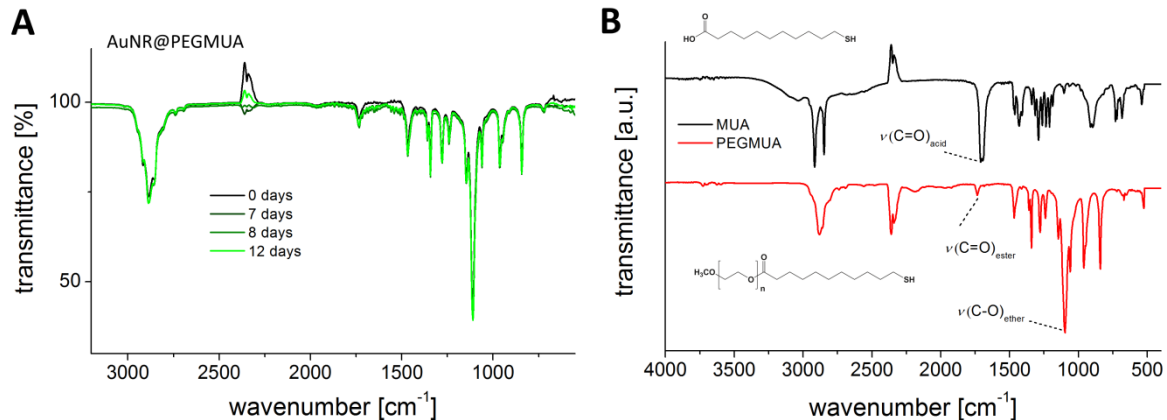 A
AuNR@PEGMUA
transmittance [%]
100
50
0 days
7 days
8 days
12 days
3000 2500 2000 1500 1000
wavenumber [cm⁻¹]
B
O
HO
SH
transmittance [a.u.]
MUA
PEGMUA
ν(C=O)acid
ν(C=O)ester
H₃CO
O
O
n
SH
ν(C-O)ether
4000 3500 3000 2500 2000 1500 1000 500
wavenumber [cm⁻¹]